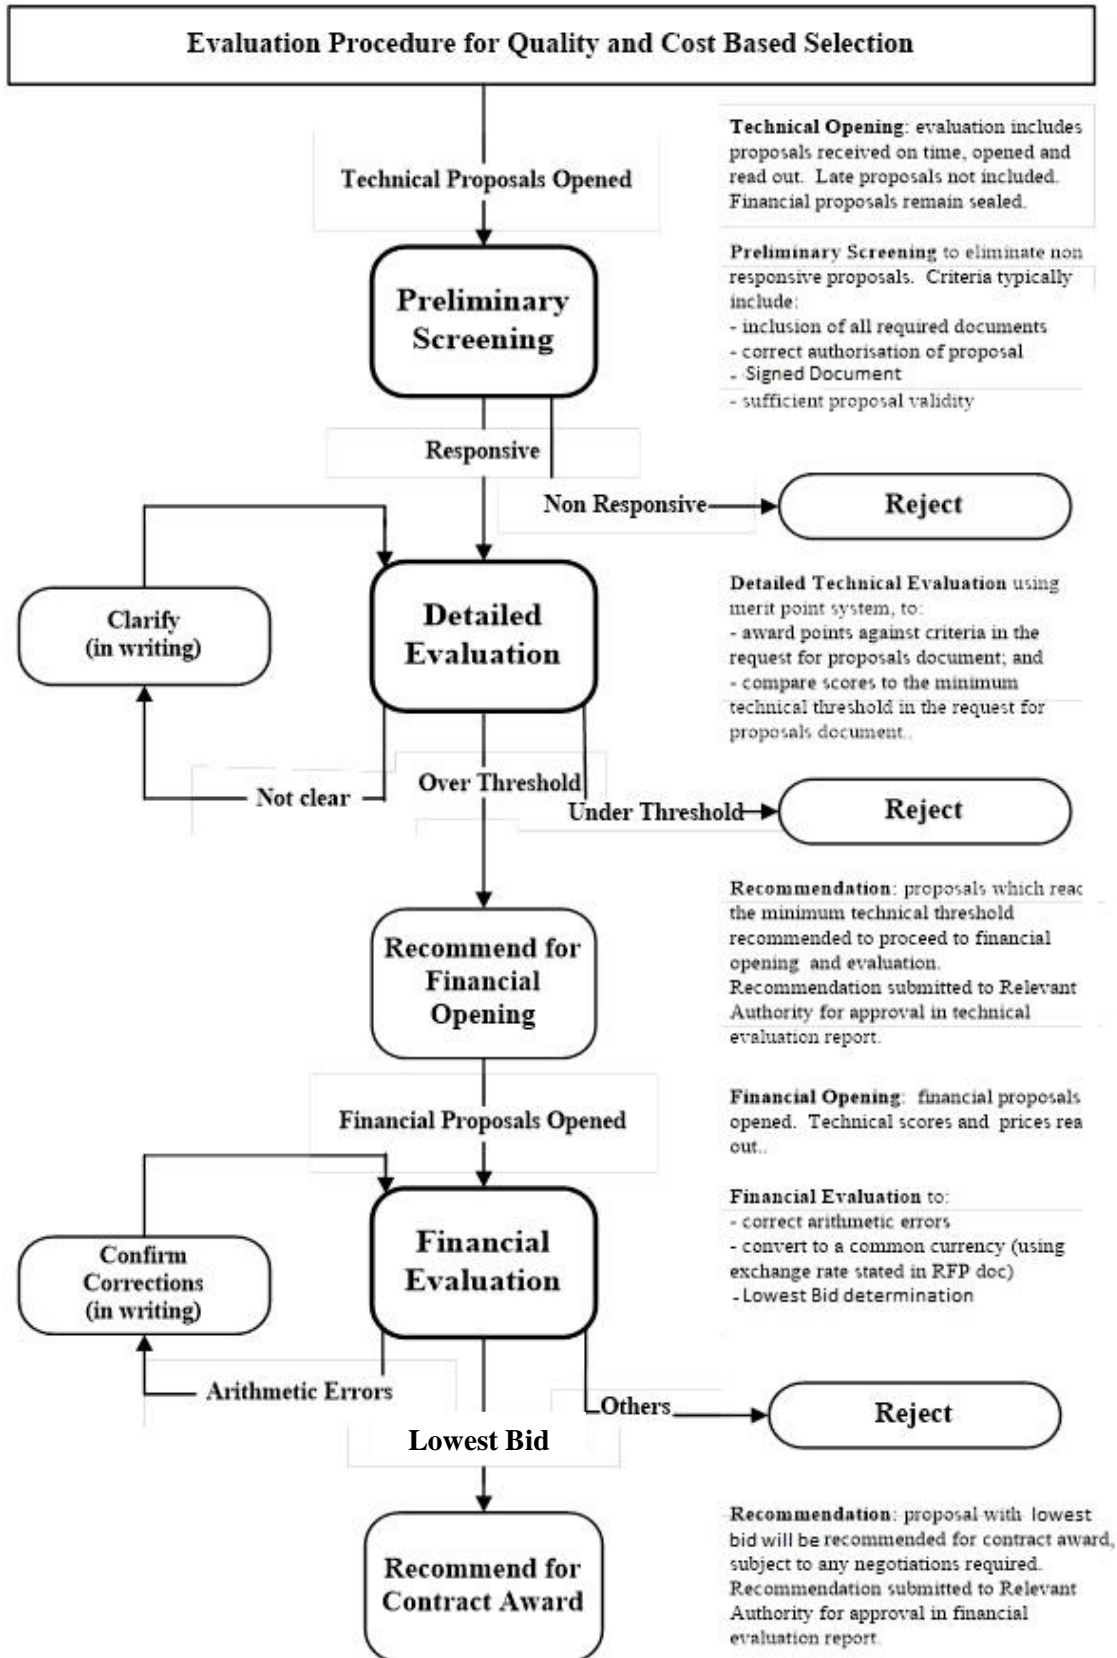 Evaluation Procedure for Quality and Cost Based Selection
Technical Proposals Opened
Technical Opening: evaluation includes
proposals received on time, opened and
read out. Late proposals not included.
Financial proposals remain sealed.
Preliminary
Screening
Preliminary Screening to eliminate non
responsive proposals. Criteria typically
include:
- inclusion of all required documents
- correct authorisation of proposal
- Signed Document
- sufficient proposal validity
Responsive
Non Responsive
Reject
Clarify
(in writing)
Detailed
Evaluation
Detailed Technical Evaluation using
merit point system, to:
- award points against criteria in the
request for proposals document; and
- compare scores to the minimum
technical threshold in the request for
proposals document..
Not clear
Over Threshold
Under Threshold
Reject
Recommend for
Financial
Opening
Recommendation: proposals which reac
the minimum technical threshold
recommended to proceed to financial
opening and evaluation.
Recommendation submitted to Relevant
Authority for approval in technical
evaluation report.
Financial Proposals Opened
Financial Opening: financial proposals
opened. Technical scores and prices rea
out..
Confirm
Corrections
(in writing)
Financial
Evaluation
Financial Evaluation to:
- correct arithmetic errors
- convert to a common currency (using
exchange rate stated in RFP doc)
- Lowest Bid determination
Arithmetic Errors
Lowest Bid
Others
Reject
Recommend for
Contract Award
Recommendation: proposal with lowest
bid will be recommended for contract award,
subject to any negotiations required.
Recommendation submitted to Relevant
Authority for approval in financial
evaluation report.